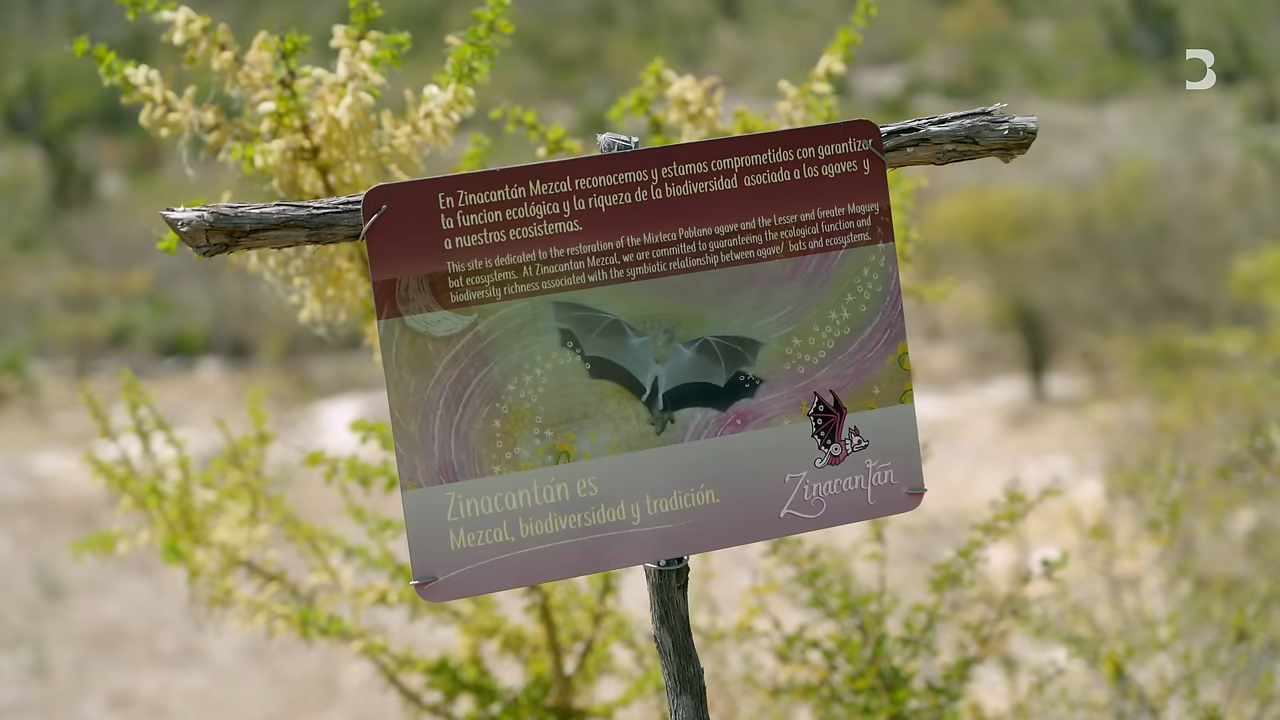 En Zinacantán Mezcal reconocemos y estamos comprometidos con garantizar
la funcion ecológica y la riqueza de la biodiversidad asociada a los agaves y
a nuestros ecosistemas.
This site is dedicated to the restoration of the Mixteca Poblano agave and the Lesser and Greater Maguey
bat ecosystems. At Zinacantan Mezcal, we are committed to guaranteeing the ecological function and
biodiversity richness associated with the symbiotic relationship between agave/ bats and ecosystems.
Zinacantán es
Mezcal, biodiversidad y tradición.
Zinacantán
3